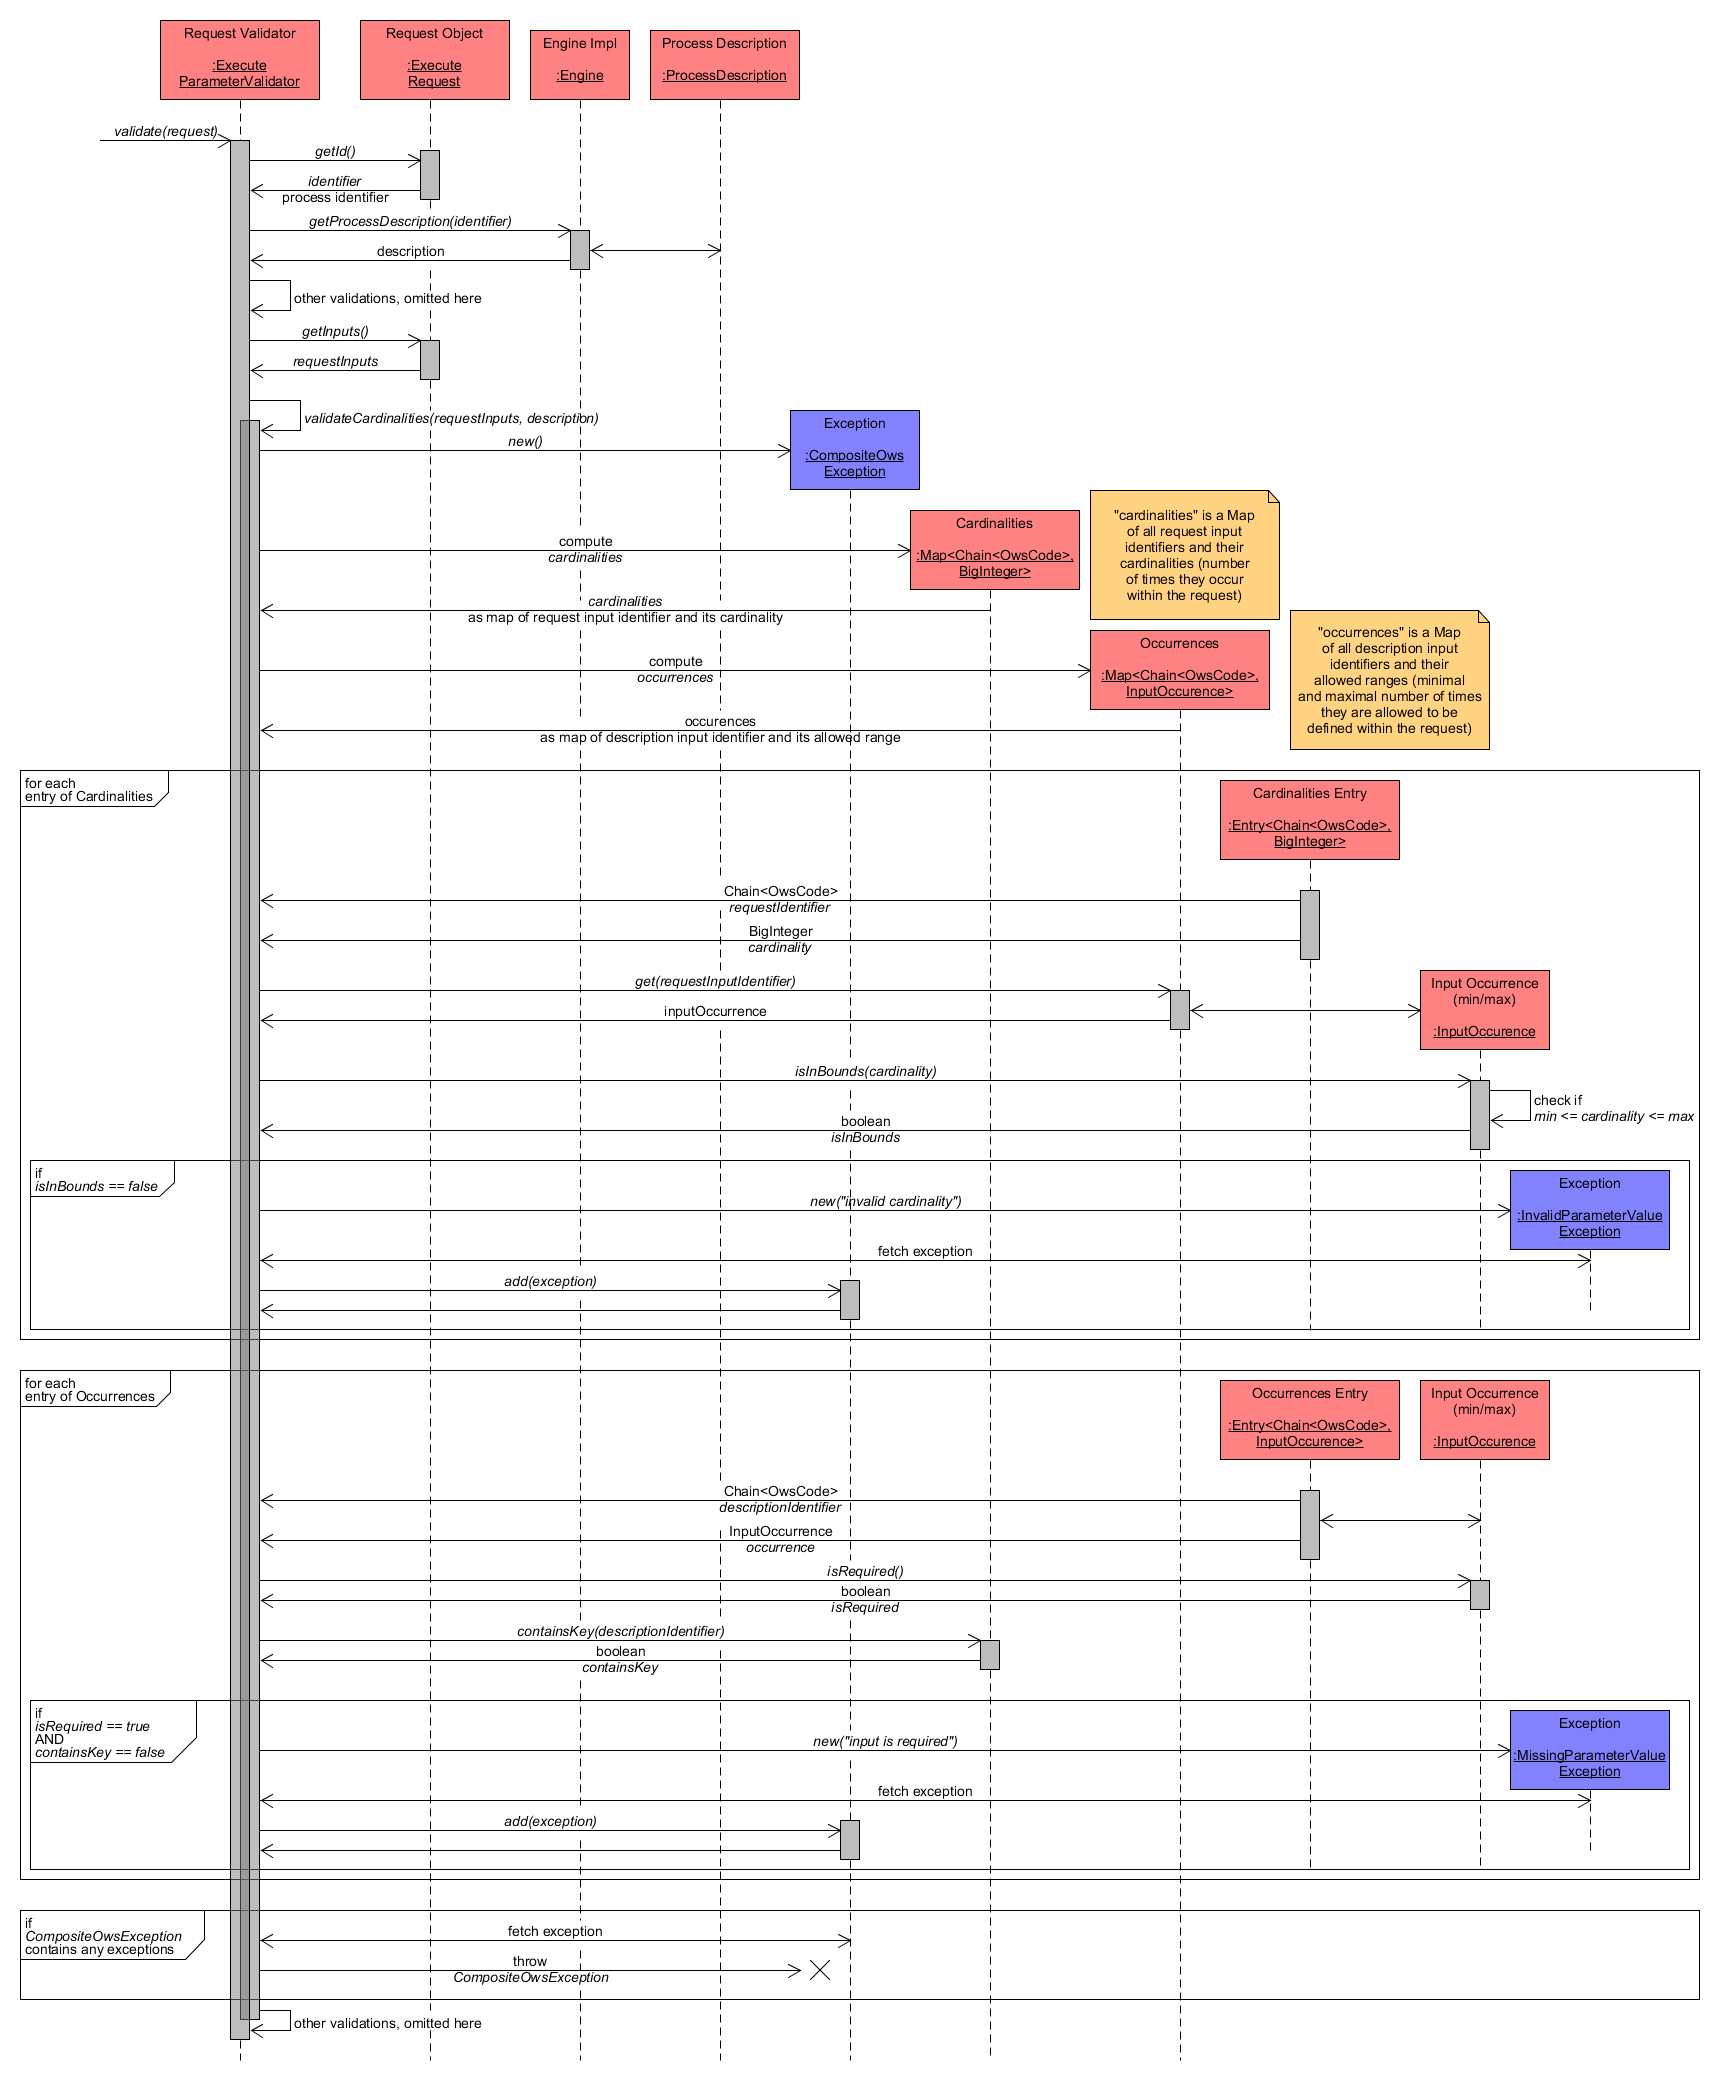 Request Validator
:Execute
ParameterValidator
Request Object
:Execute
Request
Engine Impl
:Engine
Process Description
:ProcessDescription
validate(request)
getId()
identifier
process identifier
getProcessDescription(identifier)
description
other validations, omitted here
getInputs()
requestInputs
validateCardinalities(requestInputs, description)
new()
Exception
:CompositeOws
Exception
compute
cardinalities
Cardinalities
:Map<Chain<OwsCode>,
BigInteger>
"cardinalities" is a Map
of all request input
identifiers and their
cardinalities (number
of times they occur
within the request)
cardinalities
as map of request input identifier and its cardinality
compute
occurrences
Occurrences
:Map<Chain<OwsCode>,
InputOccurence>
"occurrences" is a Map
of all description input
identifiers and their
allowed ranges (minimal
and maximal number of times
they are allowed to be
defined within the request)
occurences
as map of description input identifier and its allowed range
for each
entry of Cardinalities
Cardinalities Entry
:Entry<Chain<OwsCode>,
BigInteger>
Chain<OwsCode>
requestIdentifier
BigInteger
cardinality
get(requestInputIdentifier)
inputOccurrence
Input Occurrence
(min/max)
:InputOccurence
isInBounds(cardinality)
check if
min <= cardinality <= max
boolean
isInBounds
if
isInBounds == false
new("invalid cardinality")
Exception
:InvalidParameterValue
Exception
fetch exception
add(exception)
for each
entry of Occurrences
Occurrences Entry
:Entry<Chain<OwsCode>,
InputOccurence>
Input Occurrence
(min/max)
:InputOccurence
Chain<OwsCode>
descriptionIdentifier
InputOccurrence
occurrence
isRequired()
boolean
isRequired
containsKey(descriptionIdentifier)
boolean
containsKey
if
isRequired == true
AND
containsKey == false
new("input is required")
Exception
:MissingParameterValue
Exception
fetch exception
add(exception)
if
CompositeOwsException
contains any exceptions
fetch exception
throw
CompositeOwsException
other validations, omitted here